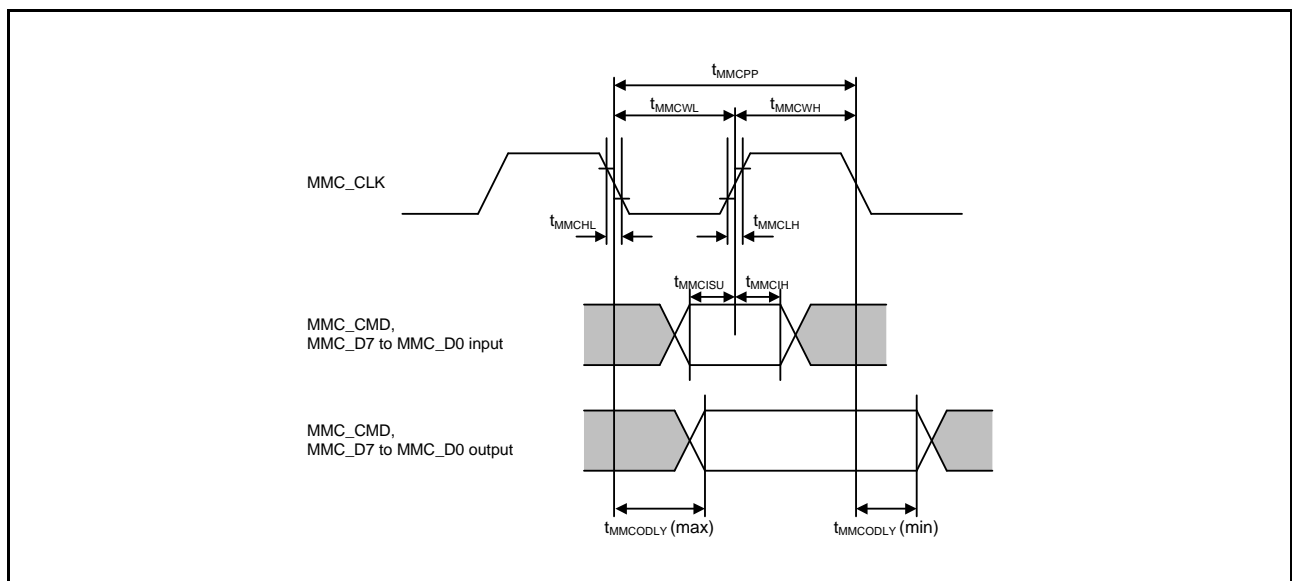 tMMCPP
tMMCWL
tMMCWH
MMC_CLK
tMMCHL
tMMCLH
tMMCISU
tMMCIH
MMC_CMD,
MMC_D7 to MMC_D0 input
MMC_CMD,
MMC_D7 to MMC_D0 output
tMMCODLY (max)
tMMCODLY (min)